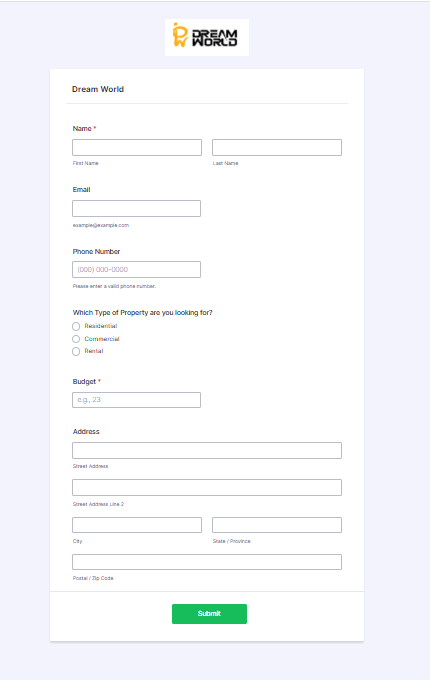 DREAM
WORLD
Dream World
Name *
First Name Last Name
Email
example@example.com
Phone Number
(000) 000-0000
Please enter a valid phone number.
Which Type of Property are you looking for?
Residential
Commercial
Rental
Budget *
e.g., 23
Address
Street Address
Street Address Line 2
City State / Province
Postal / Zip Code
Submit